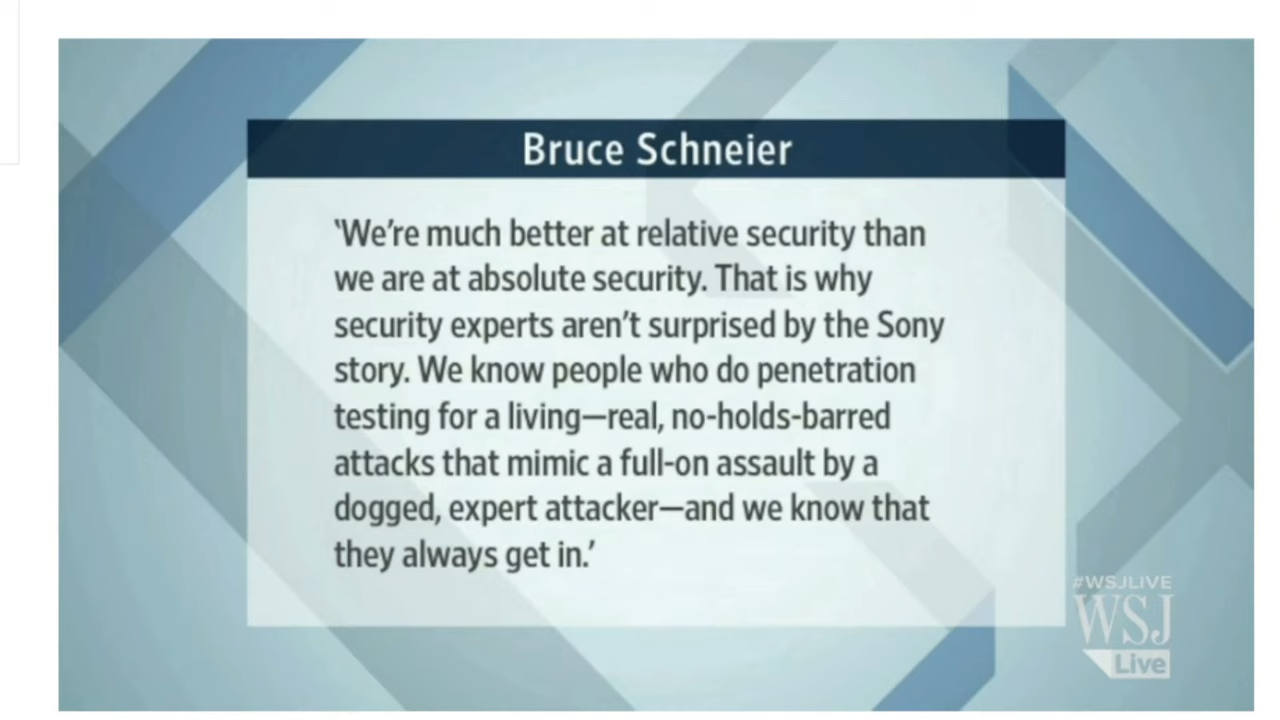 Bruce Schneier
‘We’re much better at relative security than
we are at absolute security. That is why
security experts aren’t surprised by the Sony
story. We know people who do penetration
testing for a living—real, no-holds-barred
attacks that mimic a full-on assault by a
dogged, expert attacker—and we know that
they always get in.’
#WSJLIVE
WSJ
Live